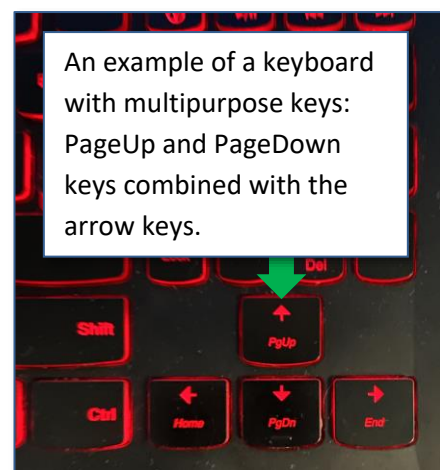 An example of a keyboard
with multipurpose keys:
PageUp and PageDown
keys combined with the
arrow keys.
Del
Shift
PgUp
Ctrl
Home
PgDn
End